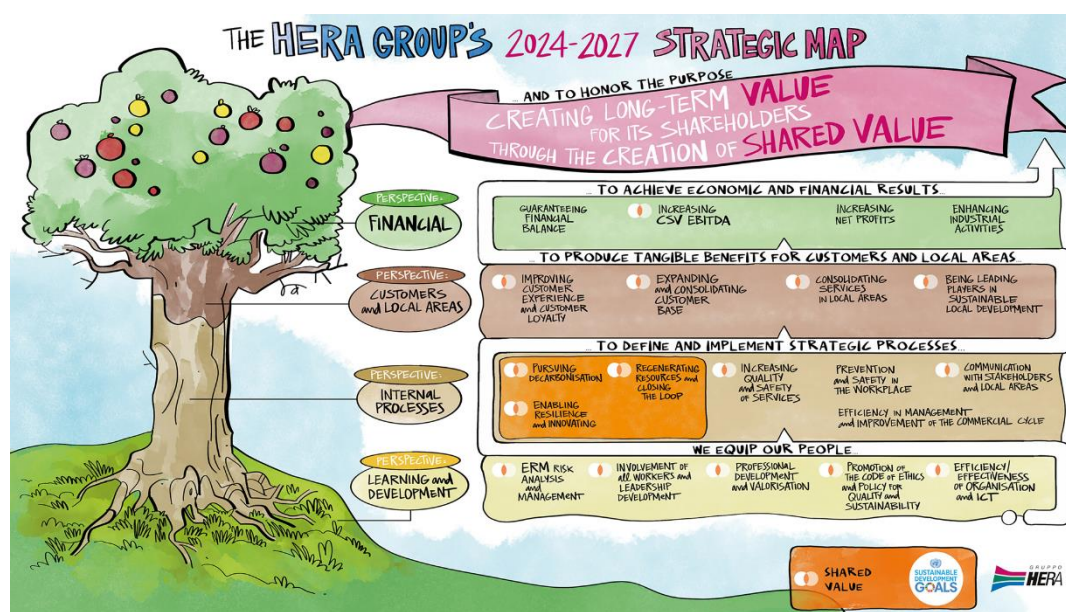 THE HERA GROUP'S 2024-2027 STRATEGIC MAP
... AND TO HONOR THE PURPOSE
CREATING LONG-TERM VALUE
FOR ITS SHAREHOLDERS
THROUGH THE CREATION OF SHARED VALUE
PERSPECTIVE:
FINANCIAL
... TO ACHIEVE ECONOMIC AND FINANCIAL RESULTS...
GUARANTEEING
FINANCIAL
BALANCE
INCREASING
CSV EBITDA
INCREASING
NET PROFITS
ENHANCING
INDUSTRIAL
ACTIVITIES
PERSPECTIVE:
CUSTOMERS
and LOCAL AREAS
... TO PRODUCE TANGIBLE BENEFITS FOR CUSTOMERS AND LOCAL AREAS...
IMPROVING
CUSTOMER
EXPERIENCE
and CUSTOMER
LOYALTY
EXPANDING
and CONSOLIDATING
CUSTOMER
BASE
CONSOLIDATING
SERVICES
IN LOCAL AREAS
BEING LEADING
PLAYERS IN
SUSTAINABLE
LOCAL DEVELOPMENT
PERSPECTIVE:
INTERNAL
PROCESSES
... TO DEFINE AND IMPLEMENT STRATEGIC PROCESSES...
PURSUING
DECARBONISATION
REGENERATING
RESOURCES and
CLOSING
THE LOOP
ENABLING
RESILIENCE
and INNOVATING
INCREASING
QUALITY
and SAFETY
OF SERVICES
PREVENTION
and SAFETY IN
THE WORKPLACE
COMMUNICATION
WITH STAKEHOLDERS
and LOCAL AREAS
EFFICIENCY IN MANAGEMENT
and IMPROVEMENT OF THE COMMERCIAL CYCLE
PERSPECTIVE:
LEARNING and
DEVELOPMENT
WE EQUIP OUR PEOPLE...
ERM RISK
ANALYSIS
and
MANAGEMENT
INVOLVEMENT OF
all WORKERS and
LEADERSHIP
DEVELOPMENT
PROFESSIONAL
DEVELOPMENT
and VALORISATION
PROMOTION OF
THE CODE OF ETHICS
and POLICY FOR
QUALITY and
SUSTAINABILITY
EFFICIENCY/
EFFECTIVENESS
OF ORGANISATION
and ICT
SHARED
VALUE
SUSTAINABLE
DEVELOPMENT
GOALS
GRUPPO
HERA